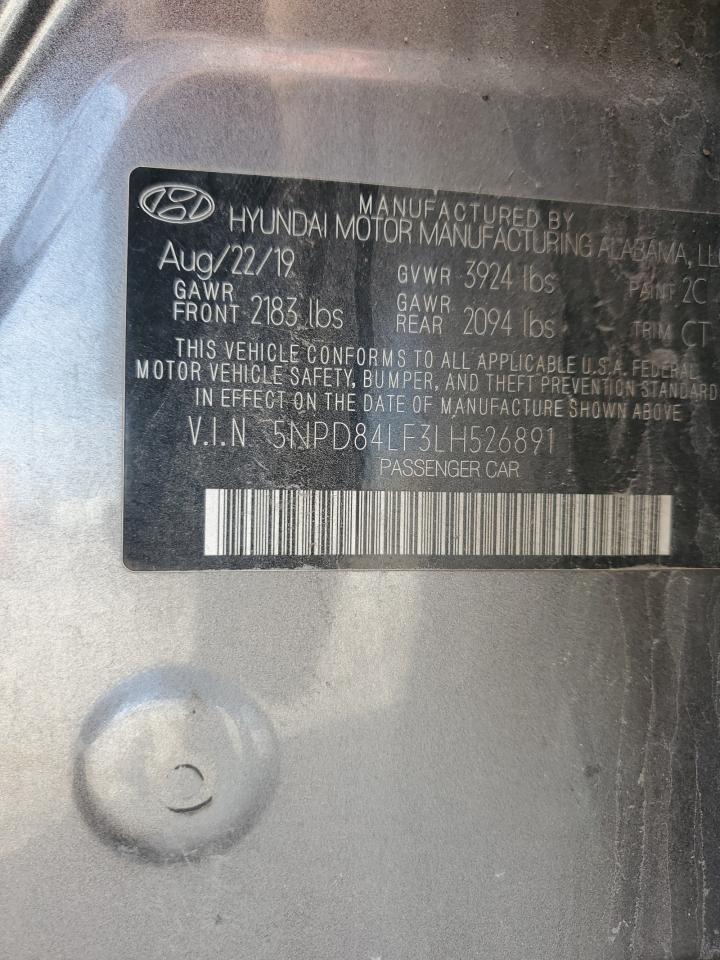 MANUFACTURED BY
HYUNDAI MOTOR MANUFACTURING ALABAMA, LLC
Aug/22/19 GVWR 3924 lbs PAINT 2C
GAWR FRONT 2183 lbs GAWR REAR 2094 lbs TRIM CT
THIS VEHICLE CONFORMS TO ALL APPLICABLE U.S.A. FEDERAL
MOTOR VEHICLE SAFETY, BUMPER, AND THEFT PREVENTION STANDARD
IN EFFECT ON THE DATE OF MANUFACTURE SHOWN ABOVE
V.I.N 5NPD84LF3LH526891
PASSENGER CAR